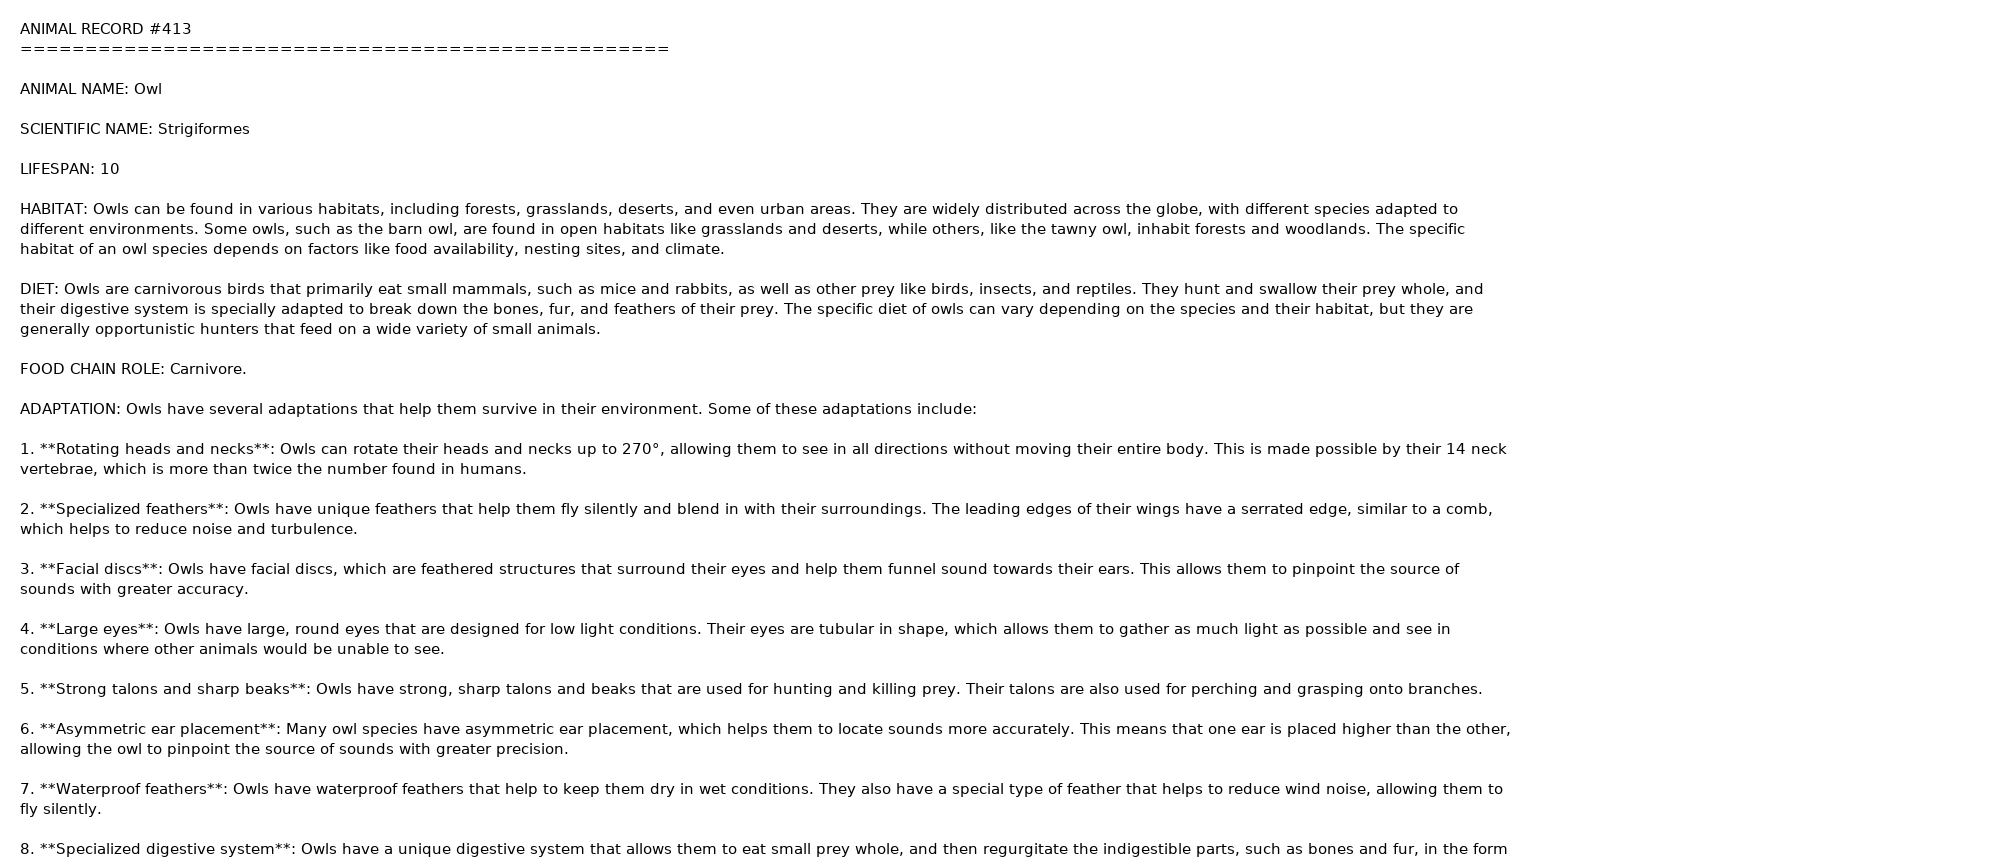 ANIMAL RECORD #413
==================================================
ANIMAL NAME: Owl
SCIENTIFIC NAME: Strigiformes
LIFESPAN: 10
HABITAT: Owls can be found in various habitats, including forests, grasslands, deserts, and even urban areas. They are widely distributed across the globe, with different species adapted to
different environments. Some owls, such as the barn owl, are found in open habitats like grasslands and deserts, while others, like the tawny owl, inhabit forests and woodlands. The specific
habitat of an owl species depends on factors like food availability, nesting sites, and climate.
DIET: Owls are carnivorous birds that primarily eat small mammals, such as mice and rabbits, as well as other prey like birds, insects, and reptiles. They hunt and swallow their prey whole, and
their digestive system is specially adapted to break down the bones, fur, and feathers of their prey. The specific diet of owls can vary depending on the species and their habitat, but they are
generally opportunistic hunters that feed on a wide variety of small animals.
FOOD CHAIN ROLE: Carnivore.
ADAPTATION: Owls have several adaptations that help them survive in their environment. Some of these adaptations include:
1. **Rotating heads and necks**: Owls can rotate their heads and necks up to 270°, allowing them to see in all directions without moving their entire body. This is made possible by their 14 neck
vertebrae, which is more than twice the number found in humans.
2. **Specialized feathers**: Owls have unique feathers that help them fly silently and blend in with their surroundings. The leading edges of their wings have a serrated edge, similar to a comb,
which helps to reduce noise and turbulence.
3. **Facial discs**: Owls have facial discs, which are feathered structures that surround their eyes and help them funnel sound towards their ears. This allows them to pinpoint the source of
sounds with greater accuracy.
4. **Large eyes**: Owls have large, round eyes that are designed for low light conditions. Their eyes are tubular in shape, which allows them to gather as much light as possible and see in
conditions where other animals would be unable to see.
5. **Strong talons and sharp beaks**: Owls have strong, sharp talons and beaks that are used for hunting and killing prey. Their talons are also used for perching and grasping onto branches.
6. **Asymmetric ear placement**: Many owl species have asymmetric ear placement, which helps them to locate sounds more accurately. This means that one ear is placed higher than the other,
allowing the owl to pinpoint the source of sounds with greater precision.
7. **Waterproof feathers**: Owls have waterproof feathers that help to keep them dry in wet conditions. They also have a special type of feather that helps to reduce wind noise, allowing them to
fly silently.
8. **Specialized digestive system**: Owls have a unique digestive system that allows them to eat small prey whole, and then regurgitate the indigestible parts, such as bones and fur, in the form